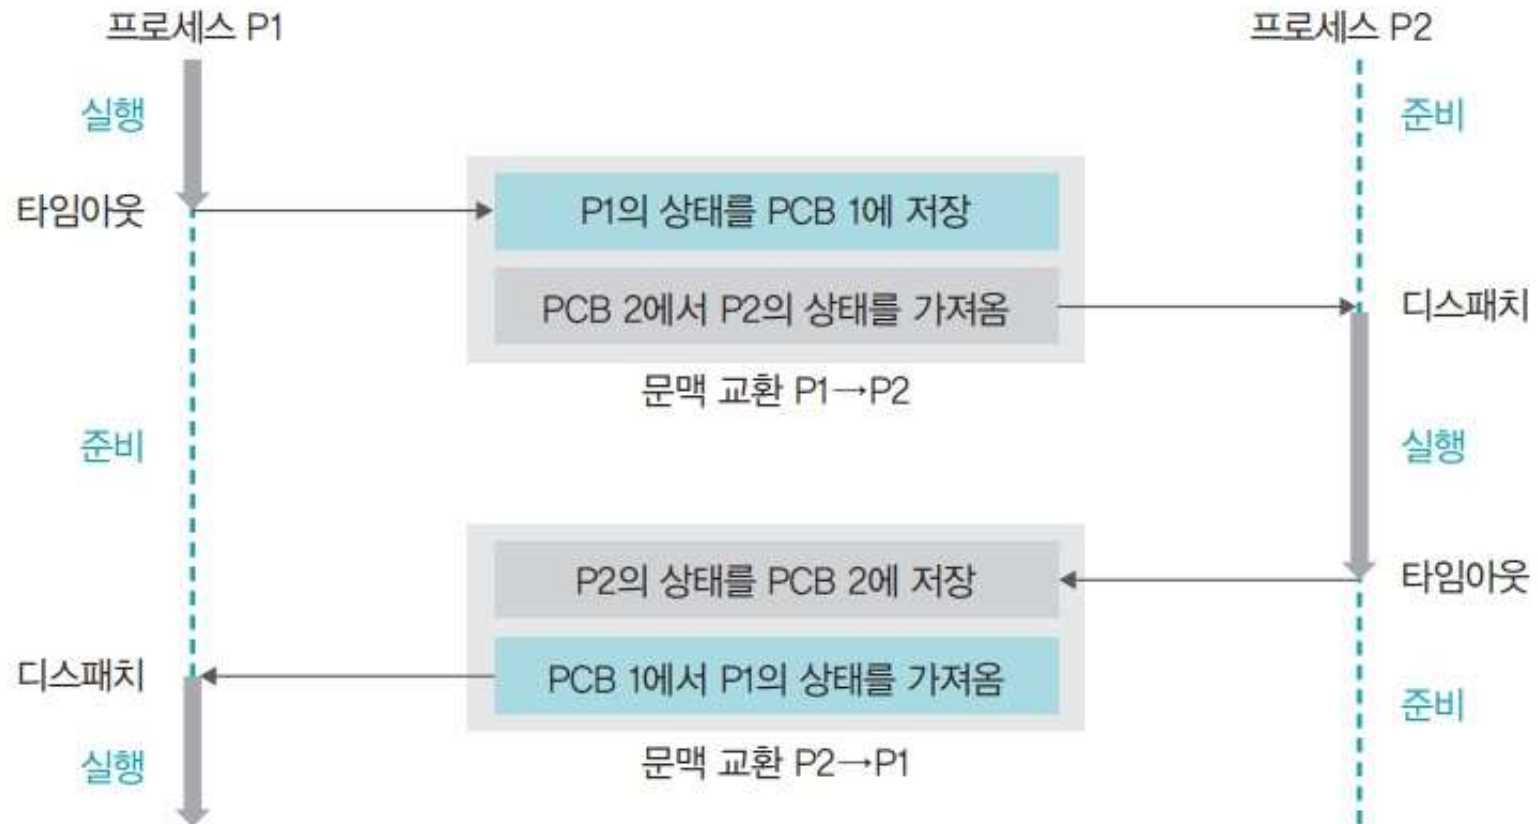 프로세스 P1
프로세스 P2
실행
준비
타임아웃
P1의 상태를 PCB 1에 저장
PCB 2에서 P2의 상태를 가져옴
디스패치
문맥 교환 P1→P2
준비
실행
P2의 상태를 PCB 2에 저장
타임아웃
디스패치
PCB 1에서 P1의 상태를 가져옴
준비
문맥 교환 P2→P1
실행